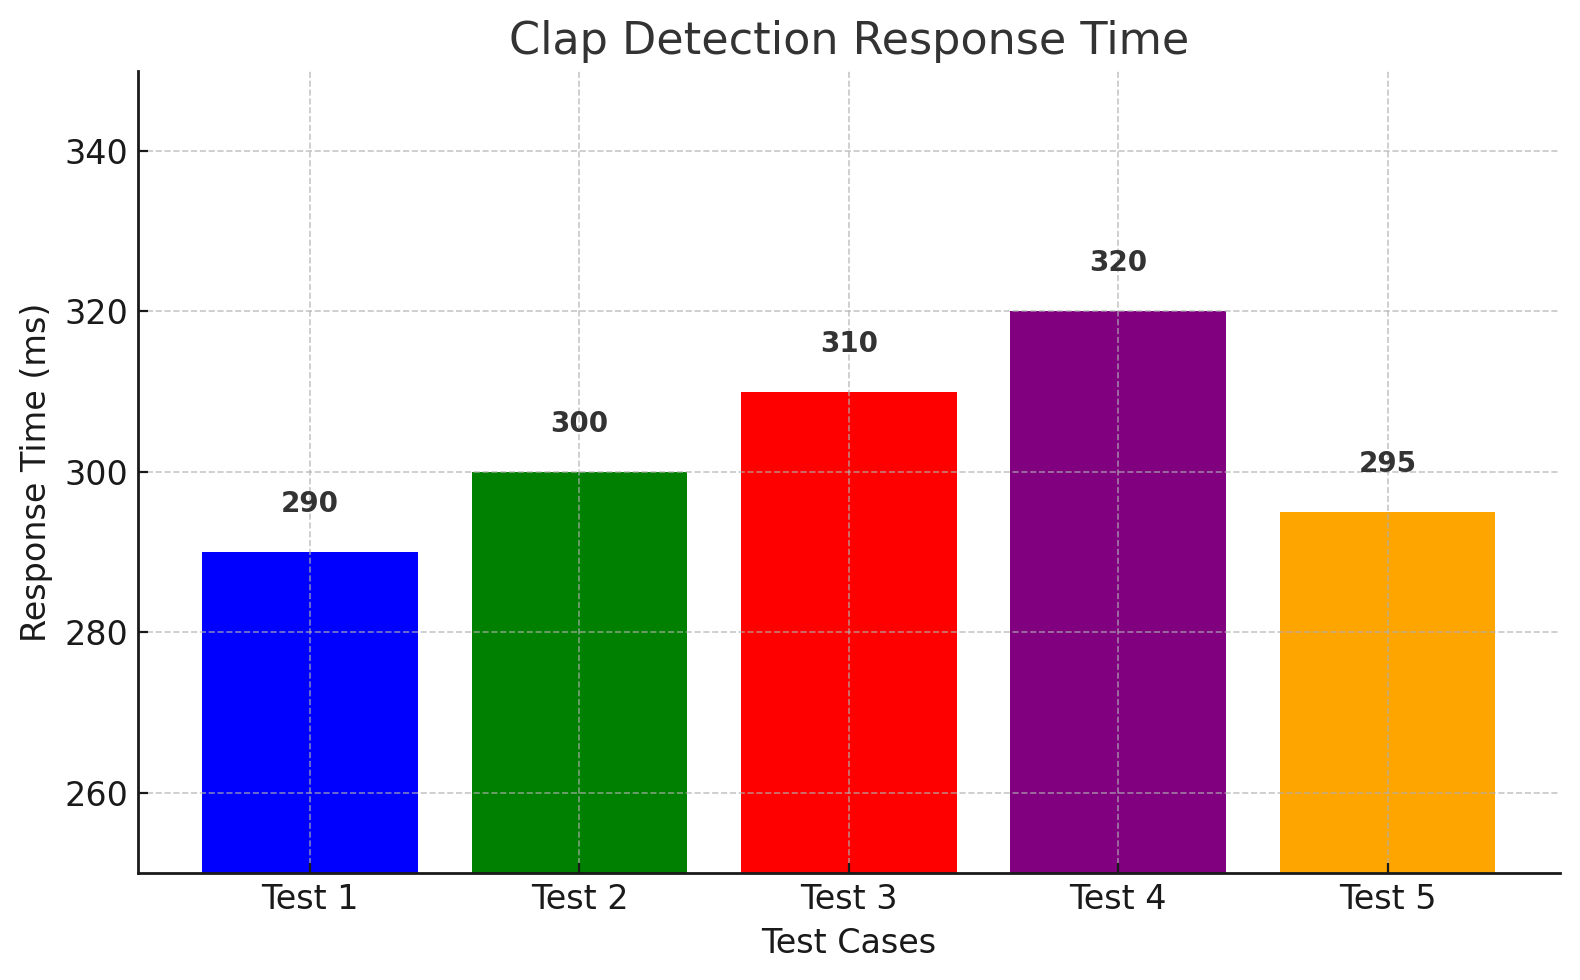 Clap Detection Response Time
Response Time (ms)
340
320
300
280
260
290
300
310
320
295
Test 1
Test 2
Test 3
Test 4
Test 5
Test Cases